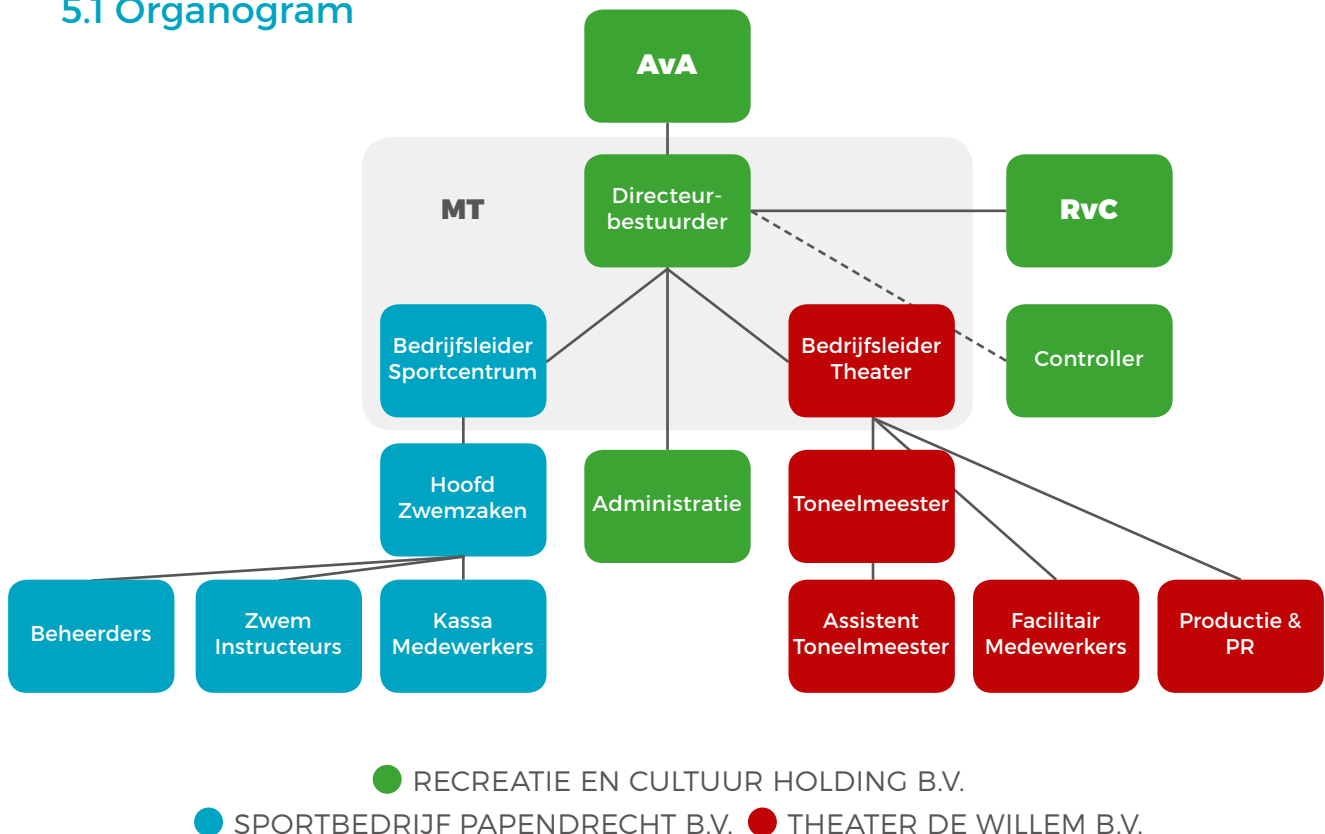 5.1 Organogram
AvA
MT
Directeur-
bestuurder
RvC
Bedrijfsleider
Sportcentrum
Bedrijfsleider
Theater
Controller
Hoofd
Zwemzaken
Administratie
Toneelmeester
Beheerders
Zwem
Instructeurs
Kassa
Medewerkers
Assistent
Toneelmeester
Facilitair
Medewerkers
Productie &
PR
RECREATIE EN CULTUUR HOLDING B.V.
SPORTBEDRIJF PAPENDRECHT B.V. THEATER DE WILLEM B.V.